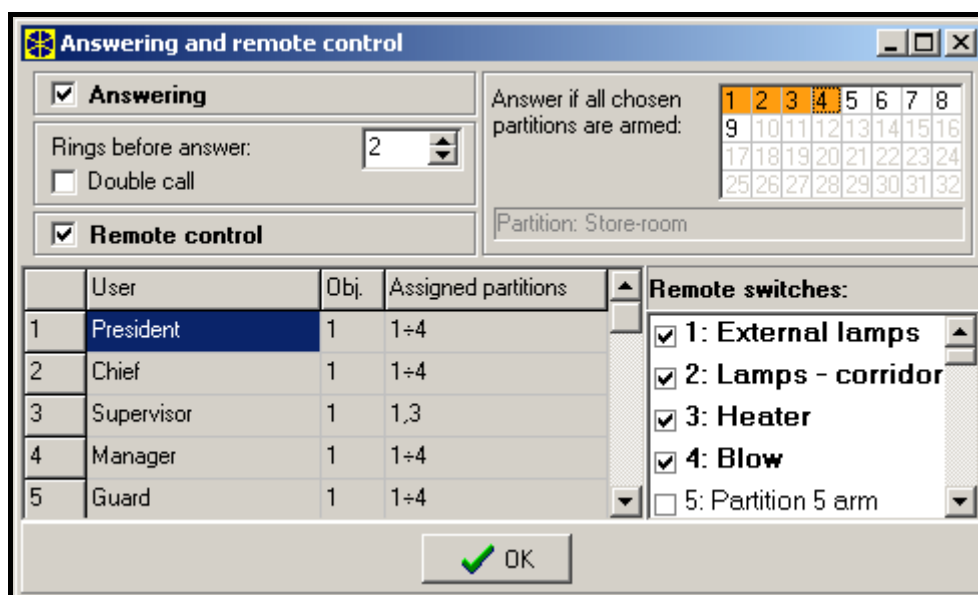 Answering and remote control
Answering
Rings before answer: 2
Double call
Remote control
Answer if all chosen
partitions are armed:
1 2 3 4 5 6 7 8
9 10 11 12 13 14 15 16
17 18 19 20 21 22 23 24
25 26 27 28 29 30 31 32
Partition: Store-room
User Obj. Assigned partitions
1 President 1 1÷4
2 Chief 1 1÷4
3 Supervisor 1 1,3
4 Manager 1 1÷4
5 Guard 1 1÷4
Remote switches:
1: External lamps
2: Lamps - corridor
3: Heater
4: Blow
5: Partition 5 arm
OK